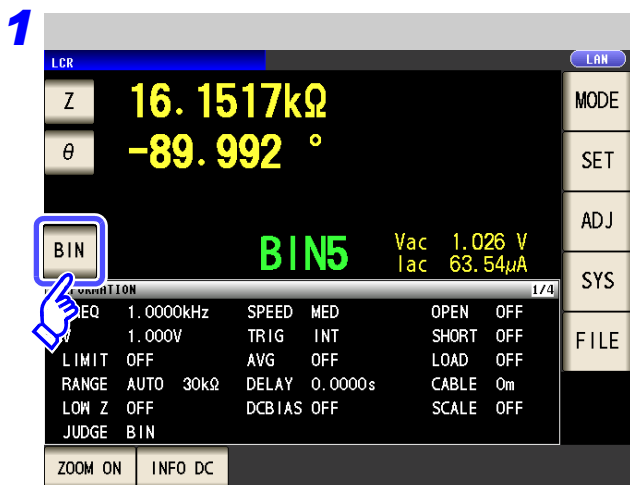 1
LCR LAN
Z 16.1517kΩ MODE
θ -89.992 ° SET
ADJ
BIN BIN5 Vac 1.026 V
Iac 63.54μA
SYS
INFORMATION 1/4
FREQ 1.0000kHz SPEED MED OPEN OFF
V 1.000V TRIG INT SHORT OFF FILE
LIMIT OFF AVG OFF LOAD OFF
RANGE AUTO 30kΩ DELAY 0.0000s CABLE 0m
LOW Z OFF DCBIAS OFF SCALE OFF
JUDGE BIN
ZOOM ON INFO DC